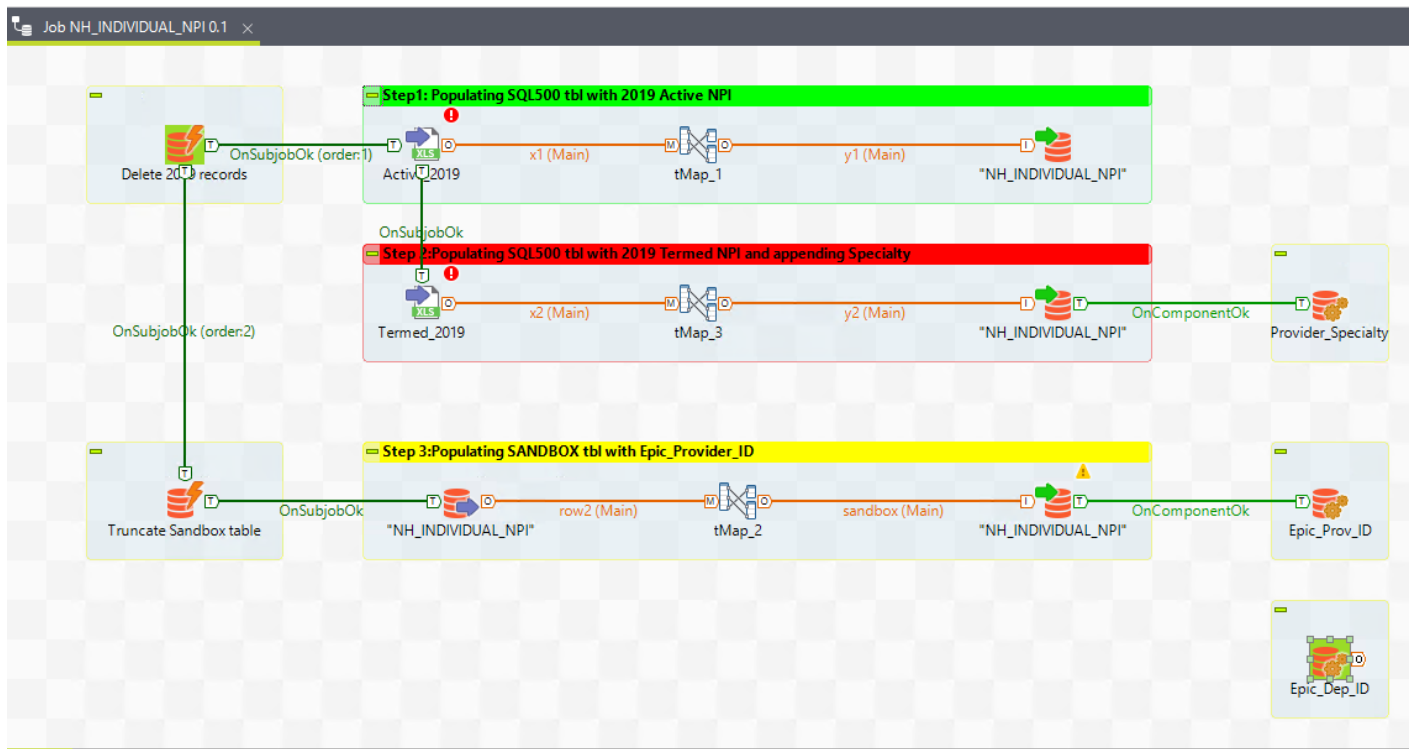 Job NH_INDIVIDUAL_NPI 0.1
Step1: Populating SQL500 tbl with 2019 Active NPI
T
OnSubjobOk (order:1)
T
XLS
O
x1 (Main)
M
O
y1 (Main)
I
Delete 2019 records
T
Active_2019
T
tMap_1
"NH_INDIVIDUAL_NPI"
OnSubjobOk
Step 2:Populating SQL500 tbl with 2019 Termed NPI and appending Specialty
T
XLS
O
x2 (Main)
M
O
y2 (Main)
I
T
OnComponentOk
T
OnSubjobOk (order:2)
Termed_2019
tMap_3
"NH_INDIVIDUAL_NPI"
Provider_Specialty
Step 3:Populating SANDBOX tbl with Epic_Provider_ID
T
T
OnSubjobOk
T
O
row2 (Main)
M
O
sandbox (Main)
I
T
OnComponentOk
T
Truncate Sandbox table
"NH_INDIVIDUAL_NPI"
tMap_2
"NH_INDIVIDUAL_NPI"
Epic_Prov_ID
O
Epic_Dep_ID